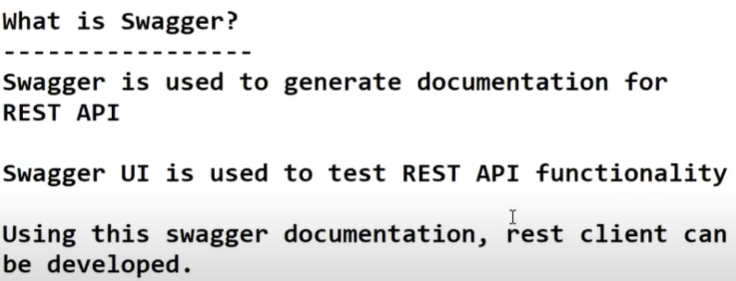 What is Swagger?
-----------------
Swagger is used to generate documentation for
REST API
Swagger UI is used to test REST API functionality
Using this swagger documentation, rest client can
be developed.